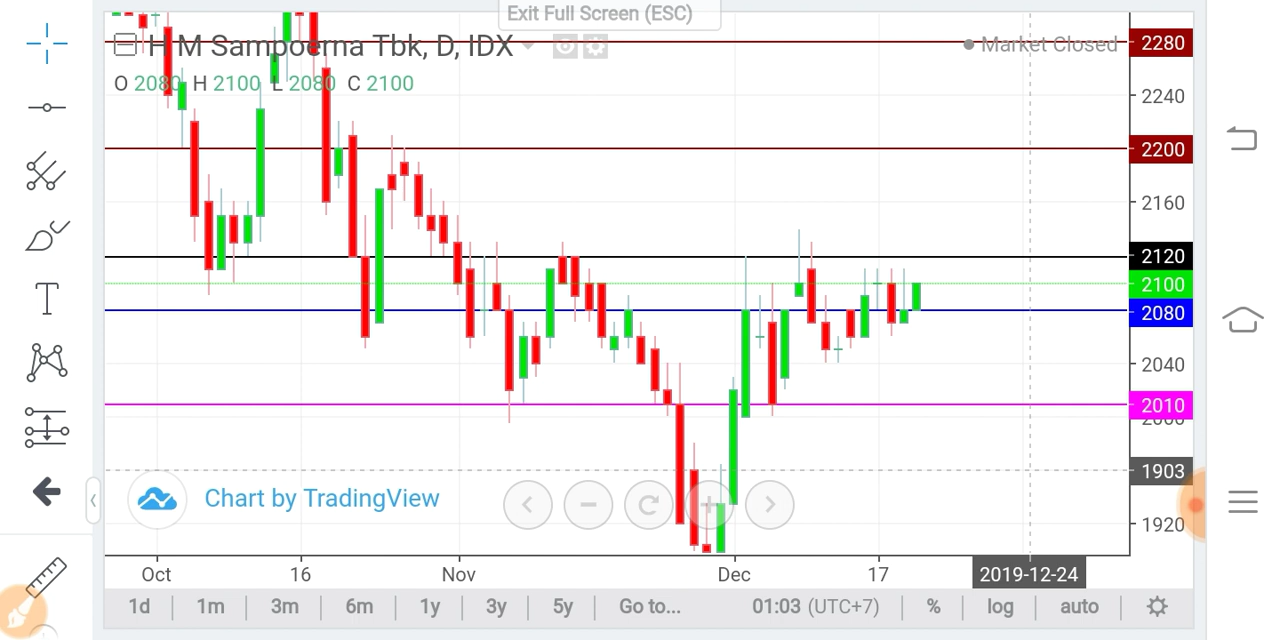 Exit Full Screen (ESC)
H M Sampoerna Tbk, D, IDX
Market Closed
O 2080 H 2100 L 2080 C 2100
2280
2240
2200
2160
2120
2100
2080
2040
2010
2000
1903
1920
Chart by TradingView
Oct
16
Nov
Dec
17
2019-12-24
1d
1m
3m
6m
1y
3y
5y
Go to...
01:03 (UTC+7)
%
log
auto